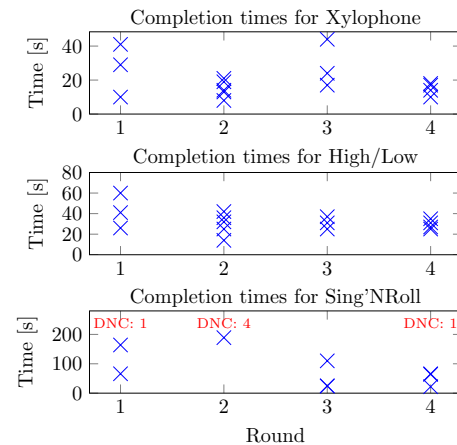 Completion times for Xylophone
Time [s]
40
20
0
1 2 3 4
Completion times for High/Low
Time [s]
80
60
40
20
0
1 2 3 4
Completion times for Sing'NRoll
Time [s]
DNC: 1 DNC: 4 DNC: 1
200
100
0
1 2 3 4
Round